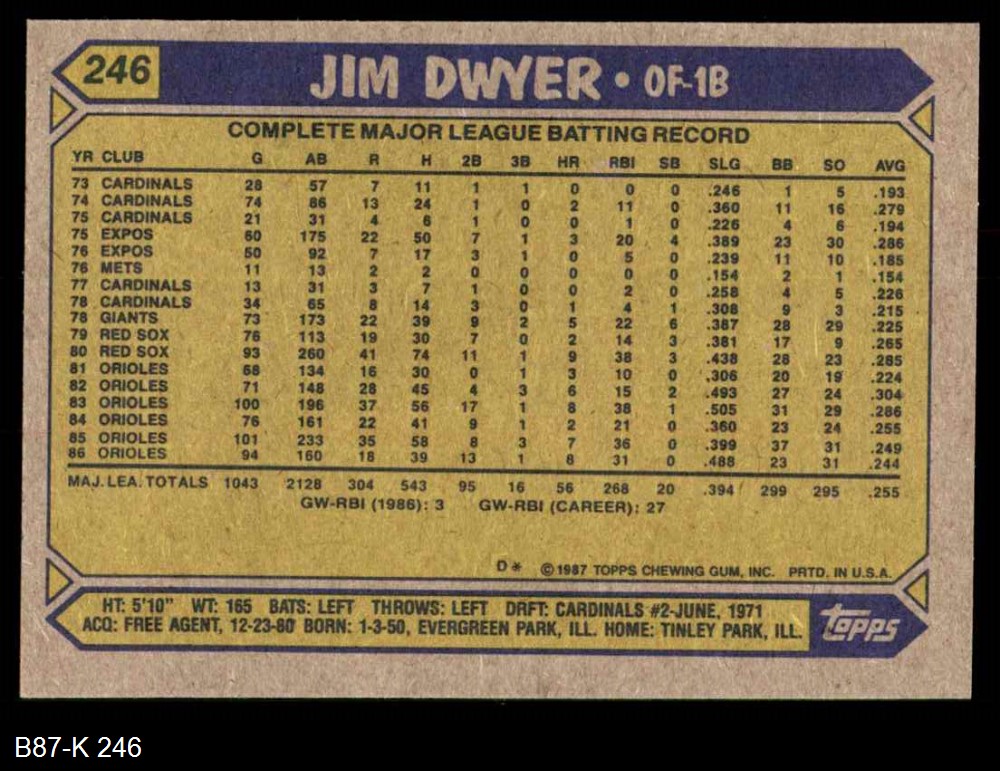 246
JIM DWYER • OF-1B
COMPLETE MAJOR LEAGUE BATTING RECORD
YR CLUB G AB R H 2B 3B HR RBI SB SLG BB SO AVG
73 CARDINALS 28 57 7 11 1 1 0 0 0 .246 1 5 .193
74 CARDINALS 74 86 13 24 1 0 2 11 0 .360 11 16 .279
75 CARDINALS 21 31 4 6 1 0 0 1 0 .226 4 6 .194
75 EXPOS 60 175 22 50 7 1 3 20 4 .389 23 30 .286
76 EXPOS 50 92 7 17 3 1 0 5 0 .239 11 10 .185
76 METS 11 13 2 2 0 0 0 0 0 .154 2 1 .154
77 CARDINALS 13 31 3 7 1 0 0 2 0 .258 4 5 .226
78 CARDINALS 34 65 8 14 3 0 1 4 1 .308 9 3 .215
78 GIANTS 73 173 22 39 9 2 5 22 6 .387 28 29 .225
79 RED SOX 76 113 19 30 7 0 2 14 3 .381 17 9 .265
80 RED SOX 93 260 41 74 11 1 9 38 3 .438 28 23 .285
81 ORIOLES 68 134 16 30 0 1 3 10 0 .306 20 19 .224
82 ORIOLES 71 148 28 45 4 3 6 15 2 .493 27 24 .304
83 ORIOLES 100 196 37 56 17 1 8 38 1 .505 31 29 .286
84 ORIOLES 76 161 22 41 9 1 2 21 0 .360 23 24 .255
85 ORIOLES 101 233 35 58 8 3 7 36 0 .399 37 31 .249
86 ORIOLES 94 160 18 39 13 1 8 31 0 .488 23 31 .244
MAJ. LEA. TOTALS 1043 2128 304 543 95 16 56 268 20 .394 299 295 .255
GW-RBI (1986): 3 GW-RBI (CAREER): 27
D* © 1987 TOPPS CHEWING GUM, INC. PRTD. IN U.S.A.
HT: 5'10" WT: 165 BATS: LEFT THROWS: LEFT DRFT: CARDINALS #2-JUNE, 1971
ACQ: FREE AGENT, 12-23-80 BORN: 1-3-50, EVERGREEN PARK, ILL. HOME: TINLEY PARK, ILL.
Topps
B87-K 246